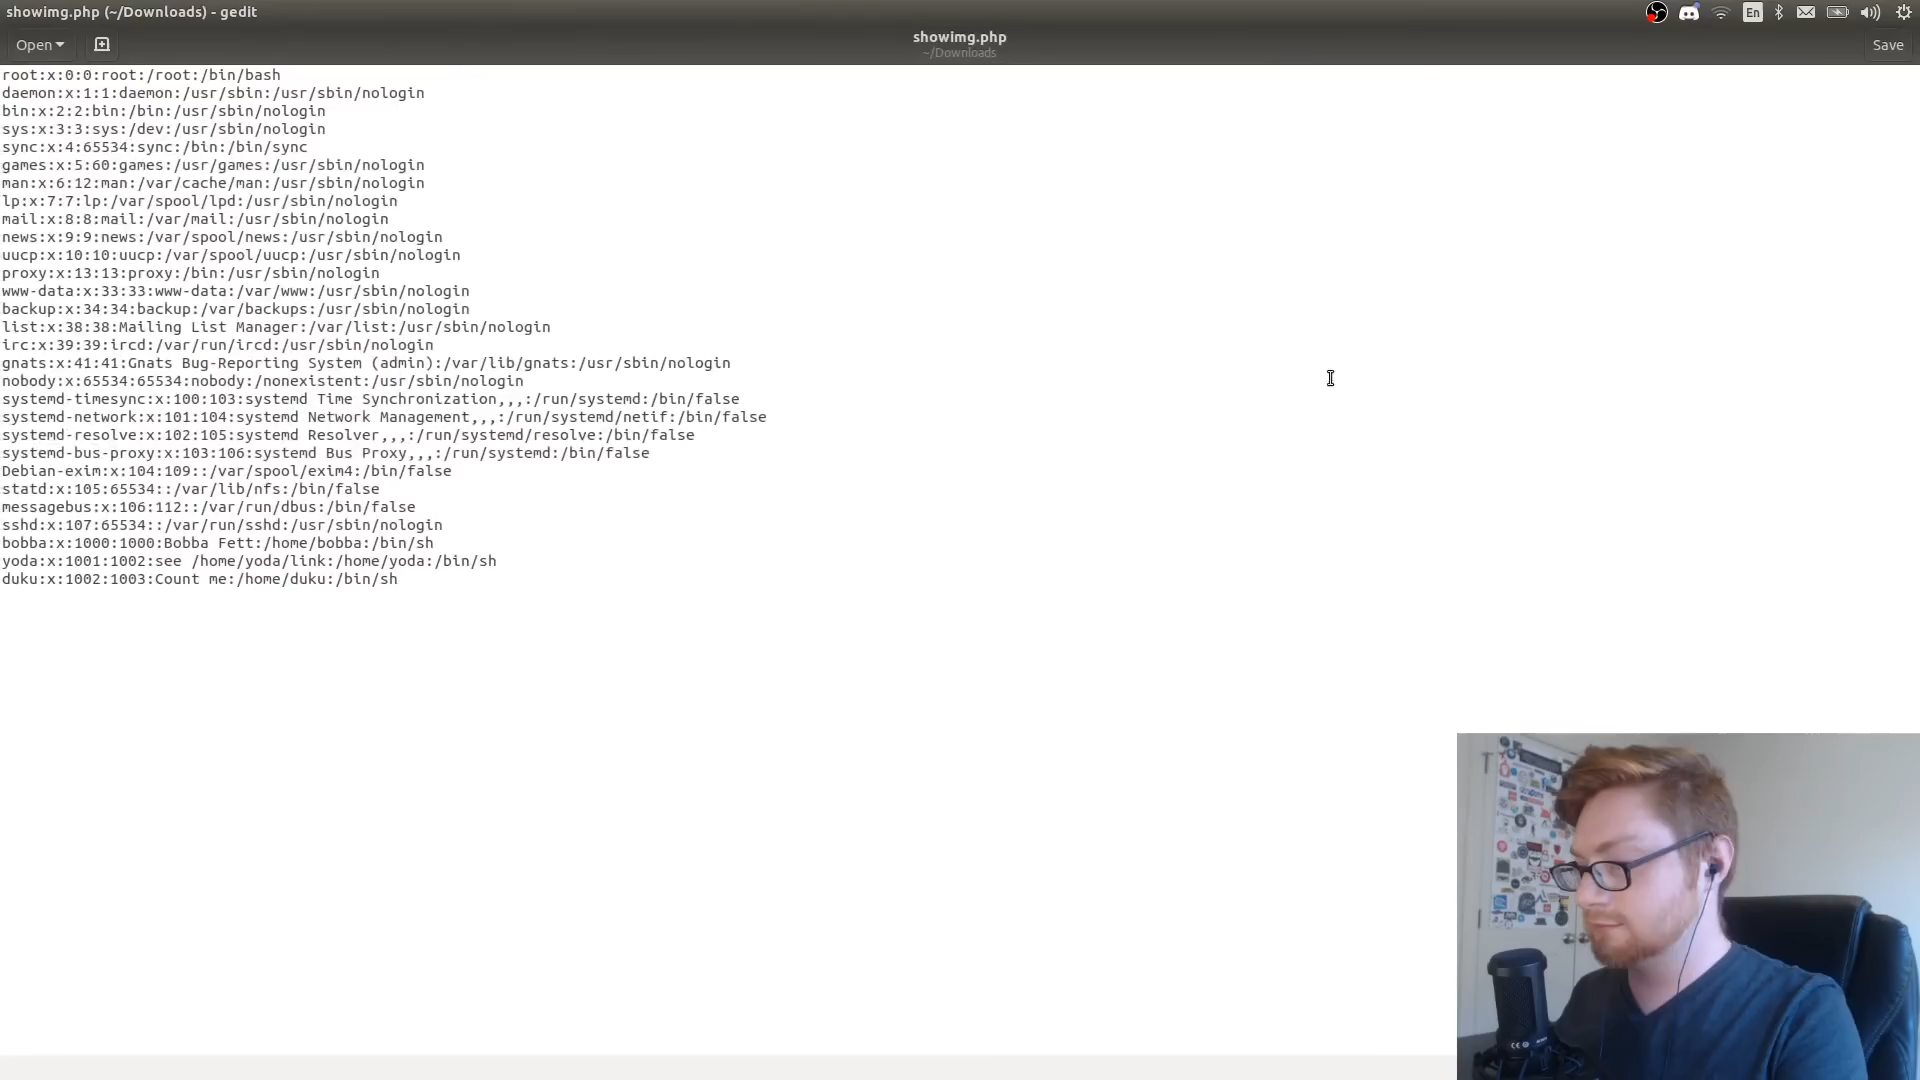 showimg.php (~/Downloads) - gedit
En
Open
showimg.php
~/Downloads
Save
root:x:0:0:root:/root:/bin/bash
daemon:x:1:1:daemon:/usr/sbin:/usr/sbin/nologin
bin:x:2:2:bin:/bin:/usr/sbin/nologin
sys:x:3:3:sys:/dev:/usr/sbin/nologin
sync:x:4:65534:sync:/bin:/bin/sync
games:x:5:60:games:/usr/games:/usr/sbin/nologin
man:x:6:12:man:/var/cache/man:/usr/sbin/nologin
lp:x:7:7:lp:/var/spool/lpd:/usr/sbin/nologin
mail:x:8:8:mail:/var/mail:/usr/sbin/nologin
news:x:9:9:news:/var/spool/news:/usr/sbin/nologin
uucp:x:10:10:uucp:/var/spool/uucp:/usr/sbin/nologin
proxy:x:13:13:proxy:/bin:/usr/sbin/nologin
www-data:x:33:33:www-data:/var/www:/usr/sbin/nologin
backup:x:34:34:backup:/var/backups:/usr/sbin/nologin
list:x:38:38:Mailing List Manager:/var/list:/usr/sbin/nologin
irc:x:39:39:ircd:/var/run/ircd:/usr/sbin/nologin
gnats:x:41:41:Gnats Bug-Reporting System (admin):/var/lib/gnats:/usr/sbin/nologin
nobody:x:65534:65534:nobody:/nonexistent:/usr/sbin/nologin
systemd-timesync:x:100:103:systemd Time Synchronization,,,:/run/systemd:/bin/false
systemd-network:x:101:104:systemd Network Management,,,:/run/systemd/netif:/bin/false
systemd-resolve:x:102:105:systemd Resolver,,,:/run/systemd/resolve:/bin/false
systemd-bus-proxy:x:103:106:systemd Bus Proxy,,,:/run/systemd:/bin/false
Debian-exim:x:104:109::/var/spool/exim4:/bin/false
statd:x:105:65534::/var/lib/nfs:/bin/false
messagebus:x:106:112::/var/run/dbus:/bin/false
sshd:x:107:65534::/var/run/sshd:/usr/sbin/nologin
bobba:x:1000:1000:Bobba Fett:/home/bobba:/bin/sh
yoda:x:1001:1002:see /home/yoda/link:/home/yoda:/bin/sh
duku:x:1002:1003:Count me:/home/duku:/bin/sh